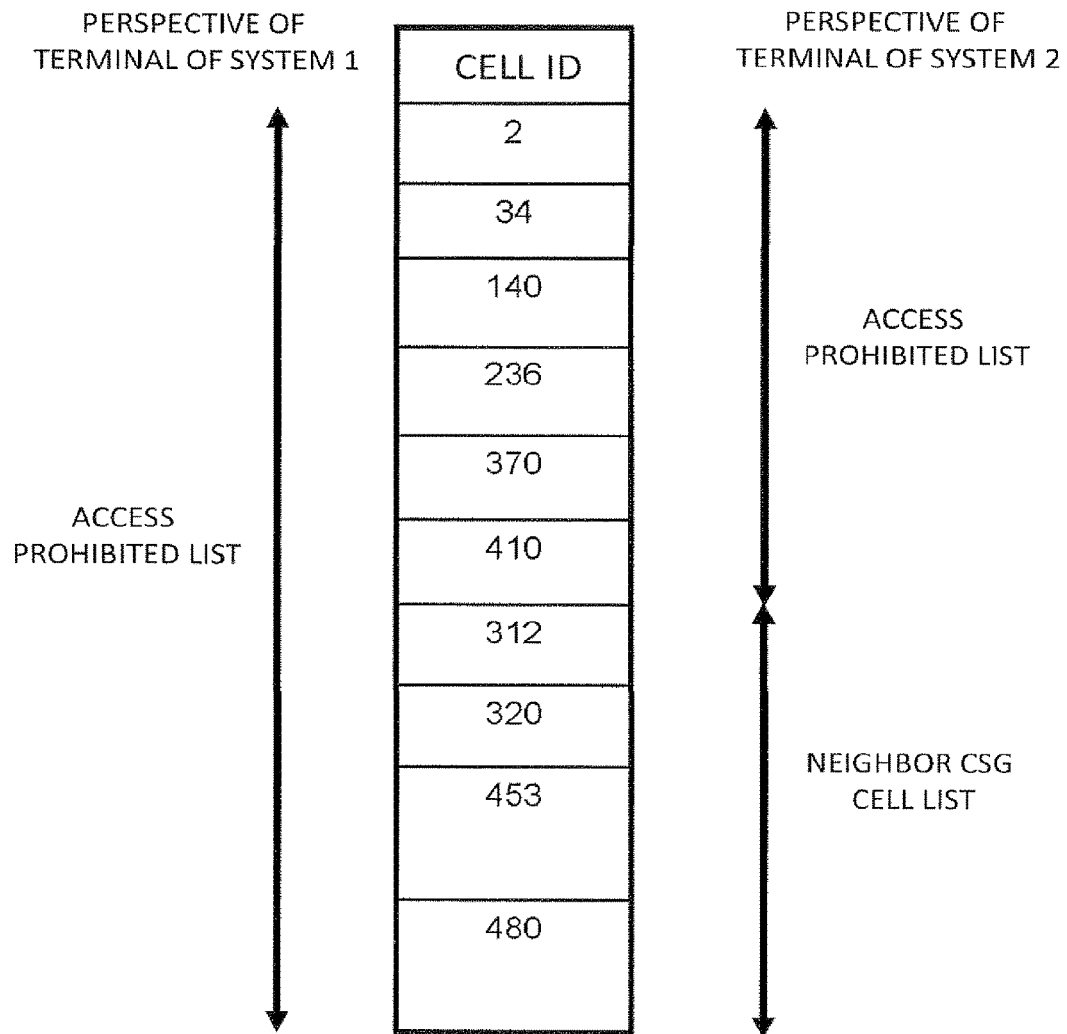 PERSPECTIVE OF
TERMINAL OF SYSTEM 1
CELL ID
PERSPECTIVE OF
TERMINAL OF SYSTEM 2
2
34
140
236
370
410
312
320
453
480
ACCESS
PROHIBITED LIST
ACCESS
PROHIBITED LIST
NEIGHBOR CSG
CELL LIST